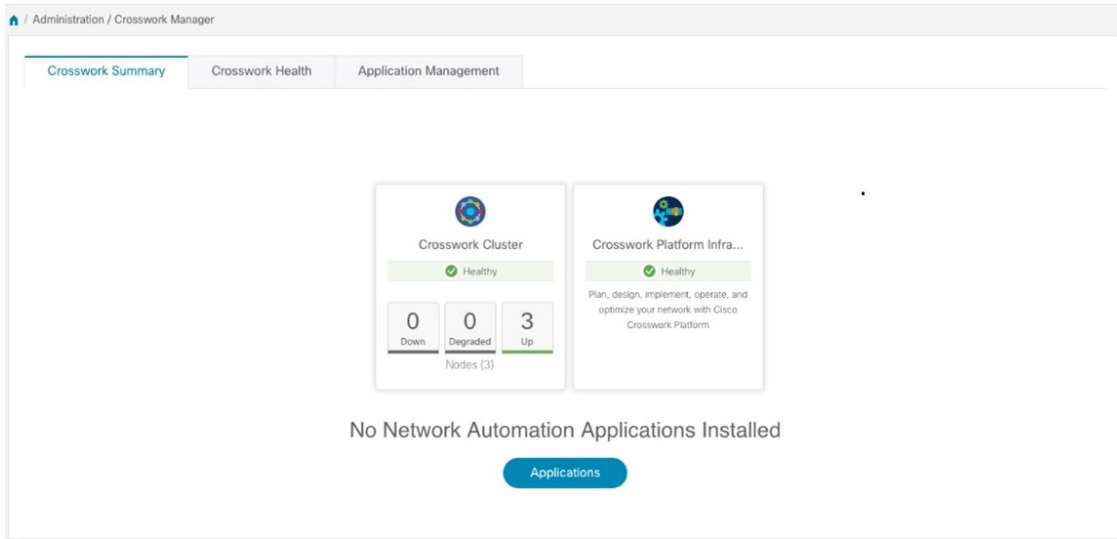 / Administration / Crosswork Manager
Crosswork Summary Crosswork Health Application Management
Crosswork Cluster
Healthy
0 0 3
Down Degraded Up
Nodes (3)
Crosswork Platform Infra...
Healthy
Plan, design, implement, operate, and
optimize your network with Cisco
Crosswork Platform
No Network Automation Applications Installed
Applications